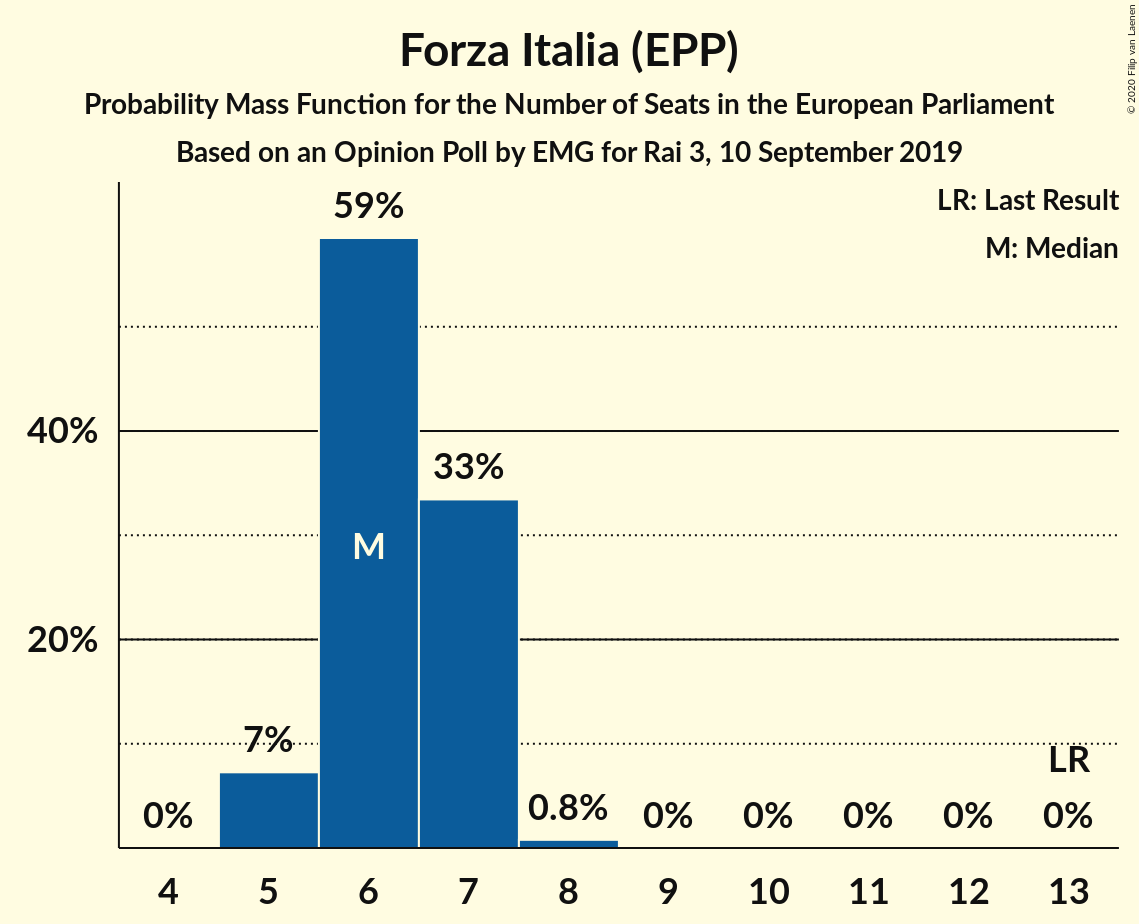 Forza Italia (EPP)
Probability Mass Function for the Number of Seats in the European Parliament
Based on an Opinion Poll by EMG for Rai 3, 10 September 2019
© 2020 Filip van Laenen
LR: Last Result
M: Median
59%
40%
33%
M
20%
7%
LR
0%
0.8%
0%
0%
0%
0%
0%
4 5 6 7 8 9 10 11 12 13